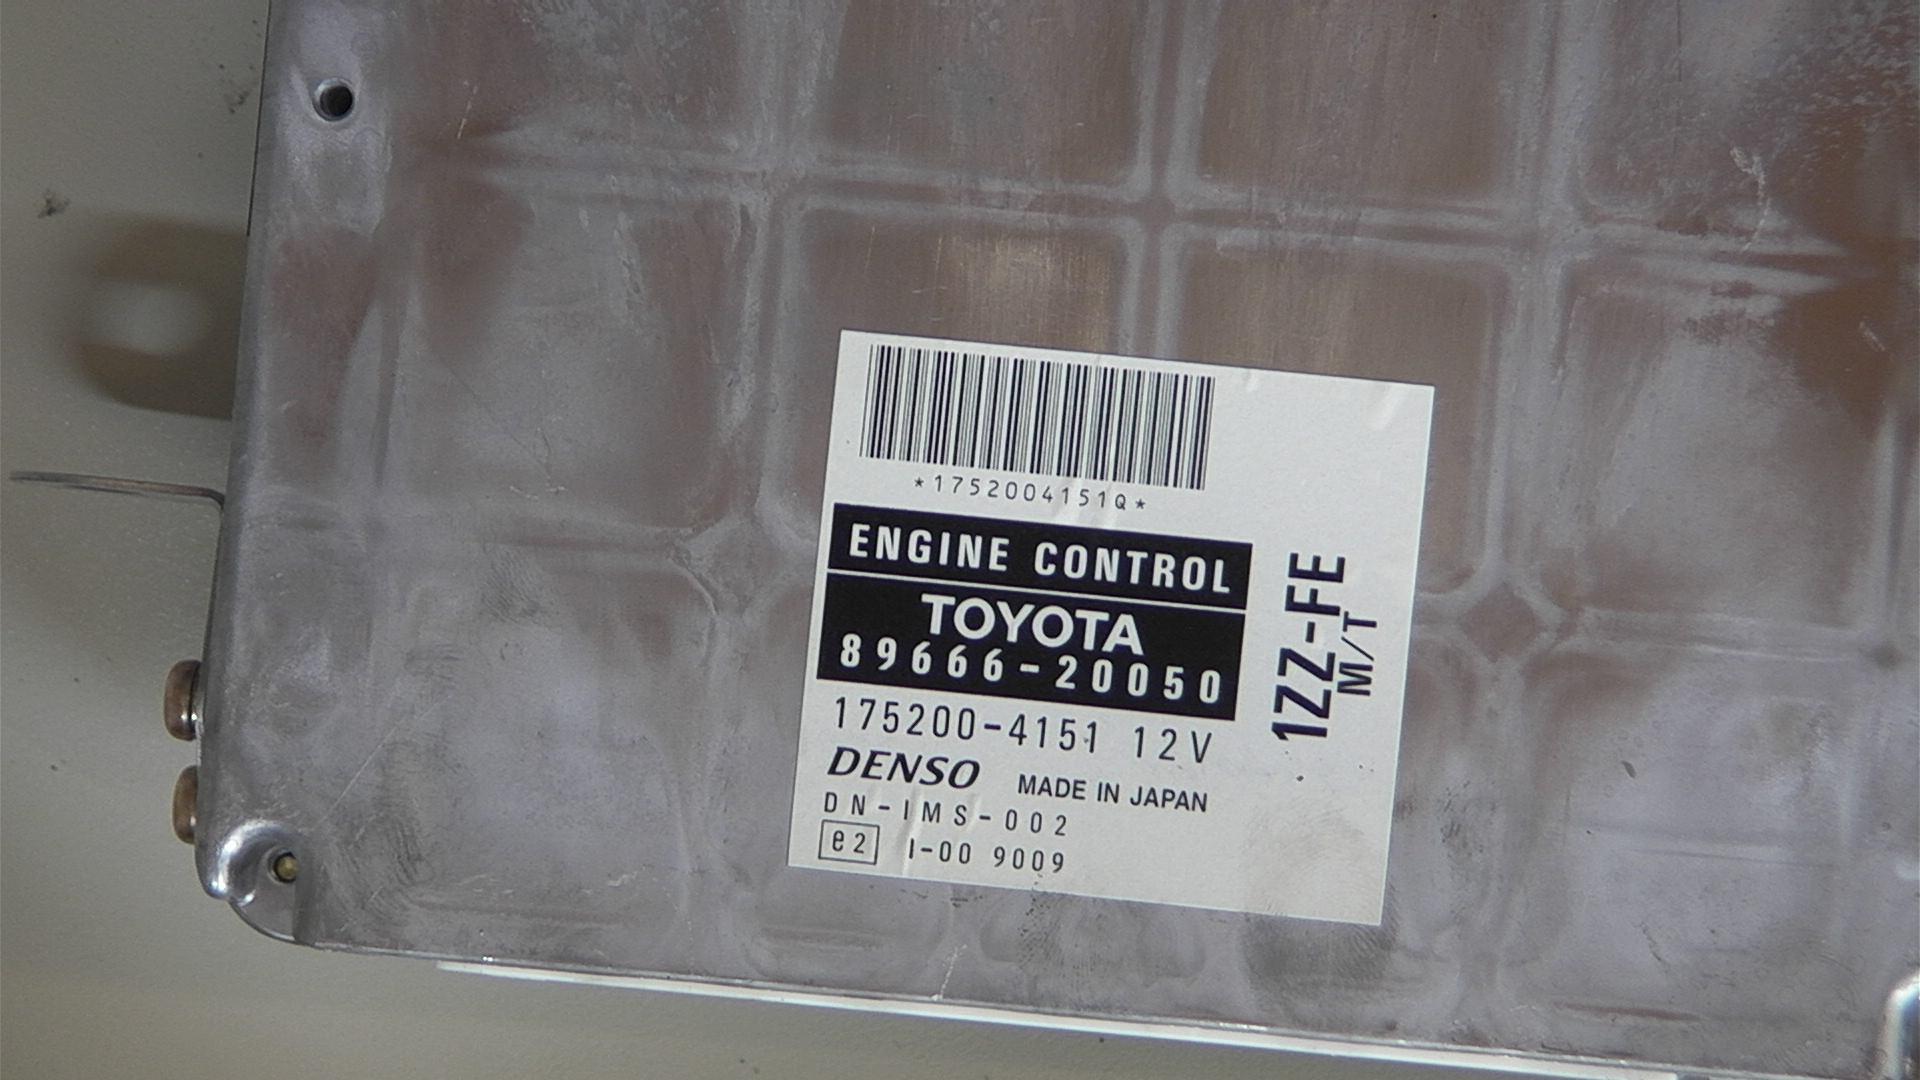 *1752004151Q*
ENGINE CONTROL
TOYOTA
89666-20050
175200-4151 12V
DENSO MADE IN JAPAN
DN-IMS-002
e2 I-00 9009
1ZZ-FE
M/T